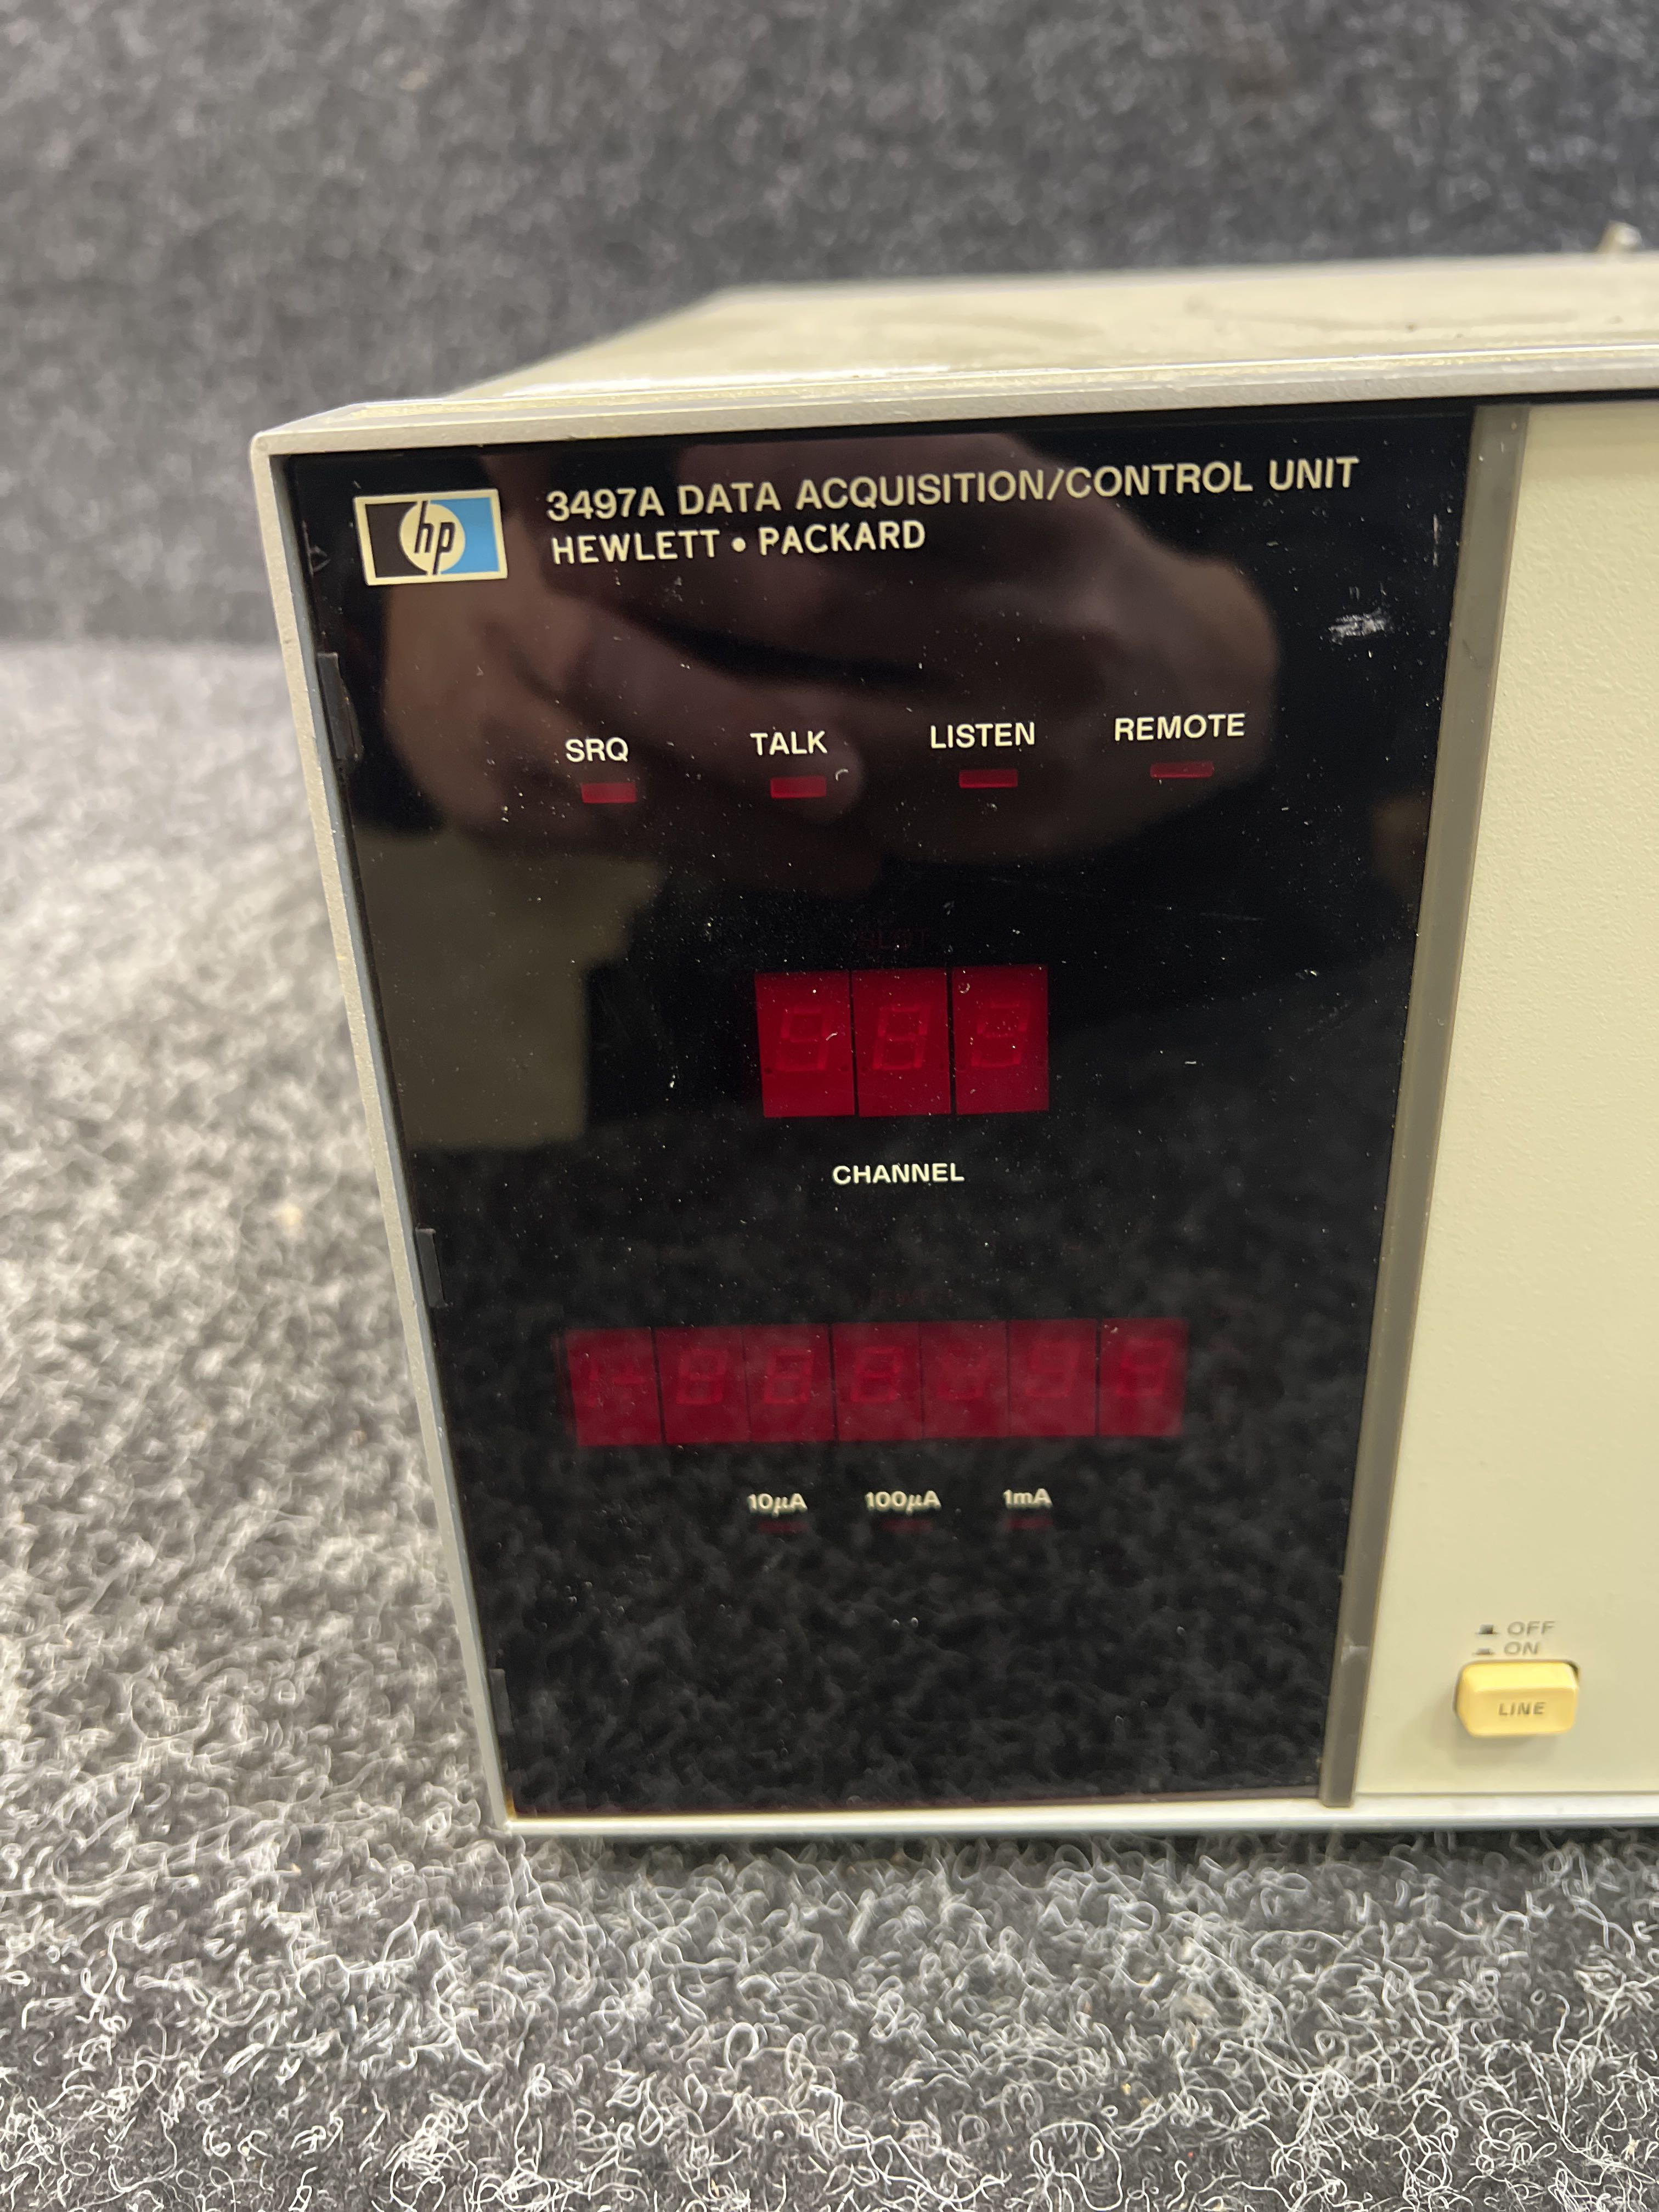 hp
3497A DATA ACQUISITION/CONTROL UNIT
HEWLETT • PACKARD
SRQ TALK LISTEN REMOTE
SLOT
CHANNEL
10µA 100µA 1mA
OFF
ON
LINE